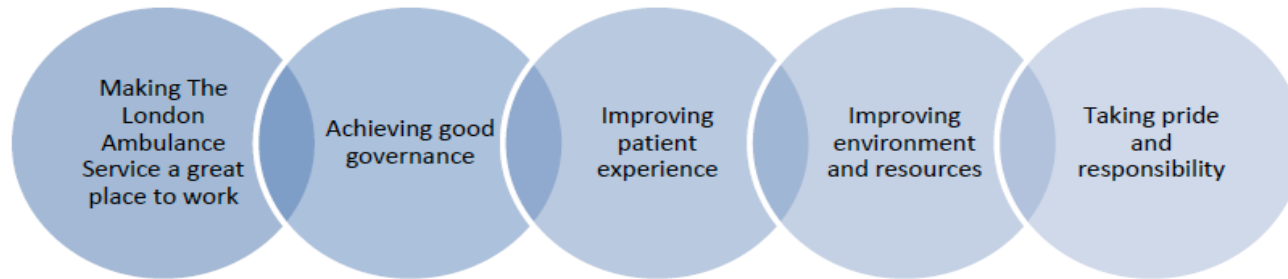 Making The
London
Ambulance
Service a great
place to work
Achieving good
governance
Improving
patient
experience
Improving
environment
and resources
Taking pride
and
responsibility